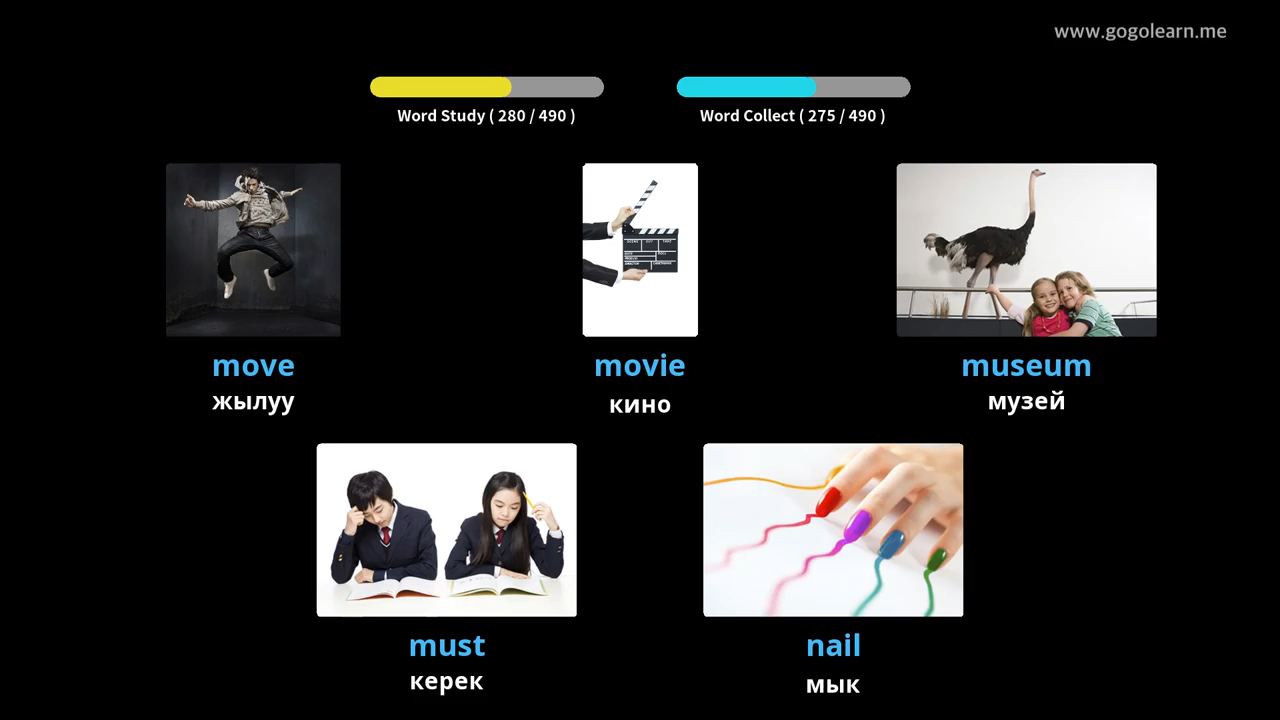 www.gogolearn.me
Word Study ( 280 / 490 )
Word Collect ( 275 / 490 )
move
жылуу
movie
кино
museum
музей
must
керек
nail
мык